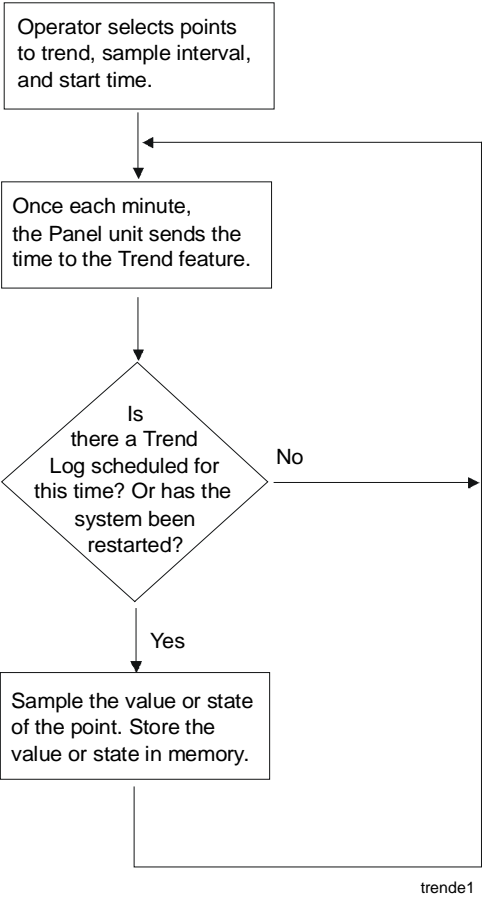 Operator selects points
to trend, sample interval,
and start time.
Once each minute,
the Panel unit sends the
time to the Trend feature.
Is
there a Trend
Log scheduled for
this time? Or has the
system been
restarted?
No
Yes
Sample the value or state
of the point. Store the
value or state in memory.
trende1